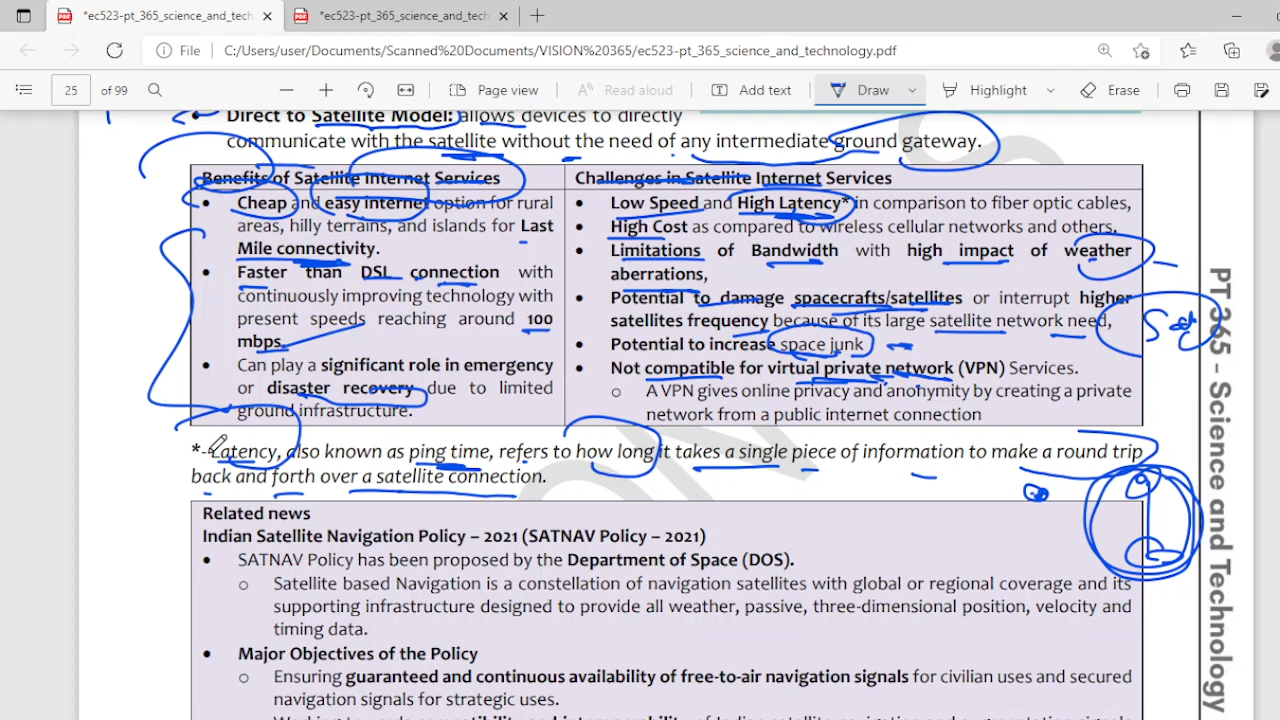 *ec523-pt_365_science_and_tech
*ec523-pt_365_science_and_tech
File
C:/Users/user/Documents/Scanned%20Documents/VISION%20365/ec523-pt_365_science_and_technology.pdf
25 of 99
Page view
Read aloud
Add text
Draw
Highlight
Erase
Direct to Satellite Model: allows devices to directly
communicate with the satellite without the need of any intermediate ground gateway.
Benefits of Satellite Internet Services
• Cheap and easy internet option for rural
areas, hilly terrains, and islands for Last
Mile connectivity.
• Faster than DSL connection with
continuously improving technology with
present speeds reaching around 100
mbps.
• Can play a significant role in emergency
or disaster recovery due to limited
ground infrastructure.
Challenges in Satellite Internet Services
• Low Speed and High Latency* in comparison to fiber optic cables,
• High Cost as compared to wireless cellular networks and others,
• Limitations of Bandwidth with high impact of weather
aberrations,
• Potential to damage spacecrafts/satellites or interrupt higher
satellites frequency because of its large satellite network need,
• Potential to increase space junk
• Not compatible for virtual private network (VPN) Services.
o A VPN gives online privacy and anonymity by creating a private
network from a public internet connection
*-Latency, also known as ping time, refers to how long it takes a single piece of information to make a round trip
back and forth over a satellite connection.
Related news
Indian Satellite Navigation Policy – 2021 (SATNAV Policy – 2021)
• SATNAV Policy has been proposed by the Department of Space (DOS).
o Satellite based Navigation is a constellation of navigation satellites with global or regional coverage and its
supporting infrastructure designed to provide all weather, passive, three-dimensional position, velocity and
timing data.
• Major Objectives of the Policy
o Ensuring guaranteed and continuous availability of free-to-air navigation signals for civilian uses and secured
navigation signals for strategic uses.
PT 365 - Science and Technology